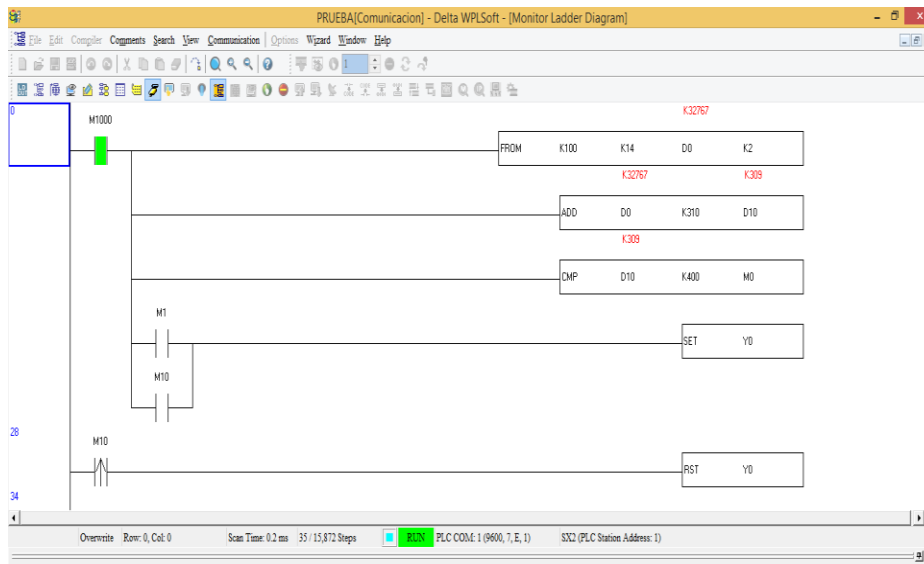 PRUEBA[Comunicacion] - Delta WPLSoft - [Monitor Ladder Diagram]
File Edit Compiler Comments Search View Communication Options Wizard Window Help
1
0
M1000
K32767
FROM K100 K14 D0 K2
K32767 K309
ADD D0 K310 D10
K309
CMP D10 K400 M0
M1
SET Y0
M10
28
M10
RST Y0
34
Overwrite Row: 0, Col: 0 Scan Time: 0.2 ms 35 / 15,872 Steps RUN PLC COM: 1 (9600, 7, E, 1) SX2 (PLC Station Address: 1)